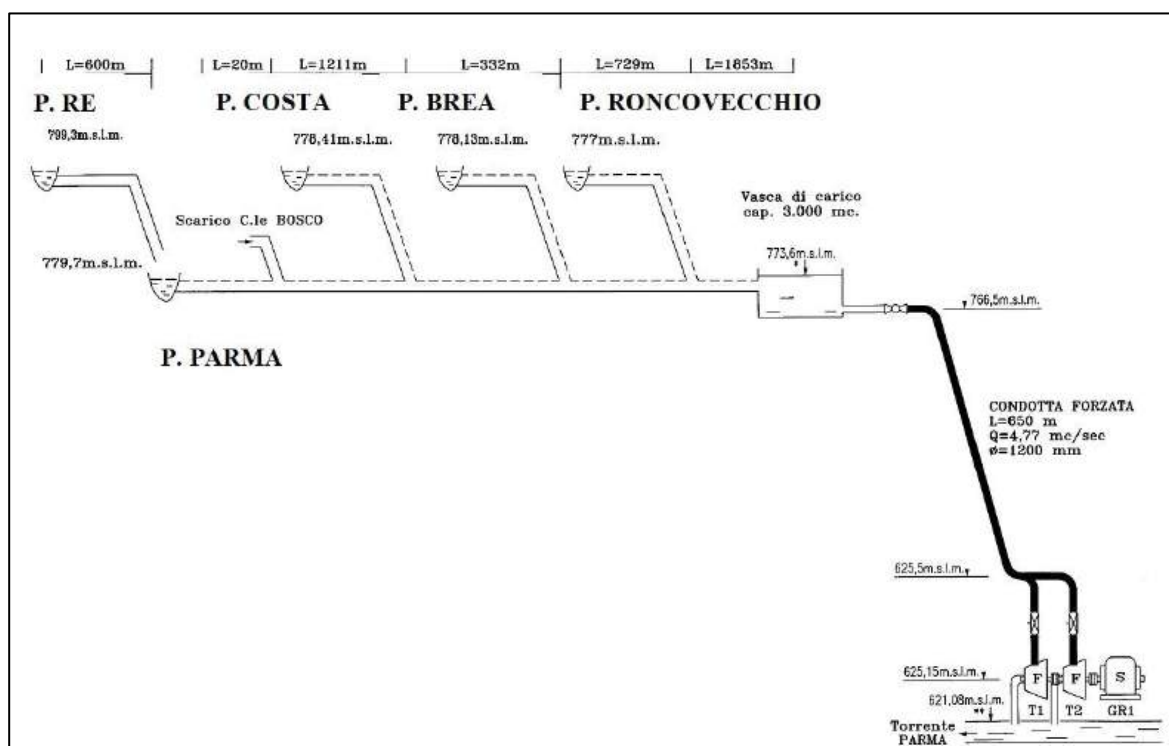 L=600m L=20m L=1211m L=332m L=729m L=1853m
P. RE P. COSTA P. BREA P. RONCOVECCHIO
799,3m.s.l.m. 778,41m.s.l.m. 778,13m.s.l.m. 777m.s.l.m.
Scarico C.le BOSCO
Vasca di carico
cap. 3.000 mc.
779,7m.s.l.m.
773,6m.s.l.m.
766,5m.s.l.m.
P. PARMA
CONDOTTA FORZATA
L=650 m
Q=4,77 mc/sec
ø=1200 mm
625,5m.s.l.m.
625,15m.s.l.m.
F F S
621,08m.s.l.m.
T1 T2 GR1
Torrente
PARMA